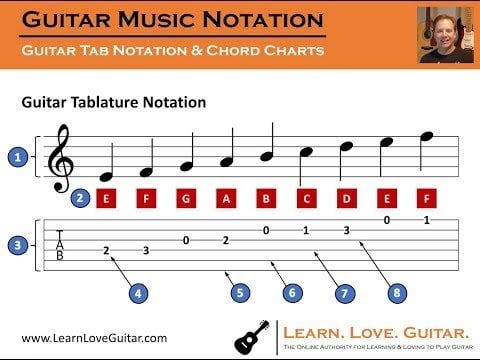 GUITAR MUSIC NOTATION
GUITAR TAB NOTATION & CHORD CHARTS
Guitar Tablature Notation
1
2 E F G A B C D E F
3 T A B 2 3 0 2 0 1 3 0 1
4 5 6 7 8
www.LearnLoveGuitar.com
LEARN. LOVE. GUITAR.
THE ONLINE AUTHORITY FOR LEARNING & LOVING TO PLAY GUITAR